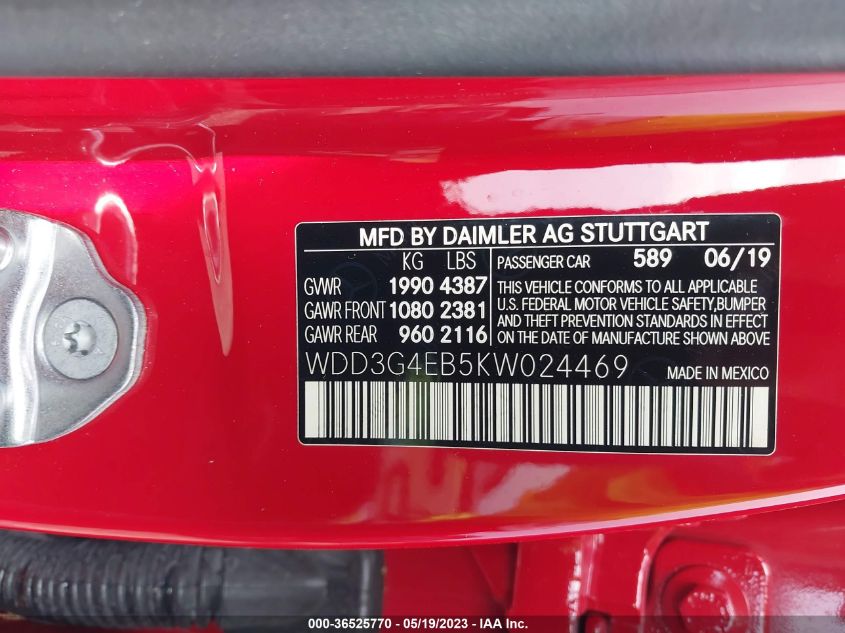 MFD BY DAIMLER AG STUTTGART
KG LBS PASSENGER CAR 589 06/19
GVWR 1990 4387
GAWR FRONT 1080 2381
GAWR REAR 960 2116
THIS VEHICLE CONFORMS TO ALL APPLICABLE
U.S. FEDERAL MOTOR VEHICLE SAFETY,BUMPER
AND THEFT PREVENTION STANDARDS IN EFFECT
ON THE DATE OF MANUFACTURE SHOWN ABOVE
WDD3G4EB5KW024469 MADE IN MEXICO
000-36525770 - 05/19/2023 - IAA Inc.